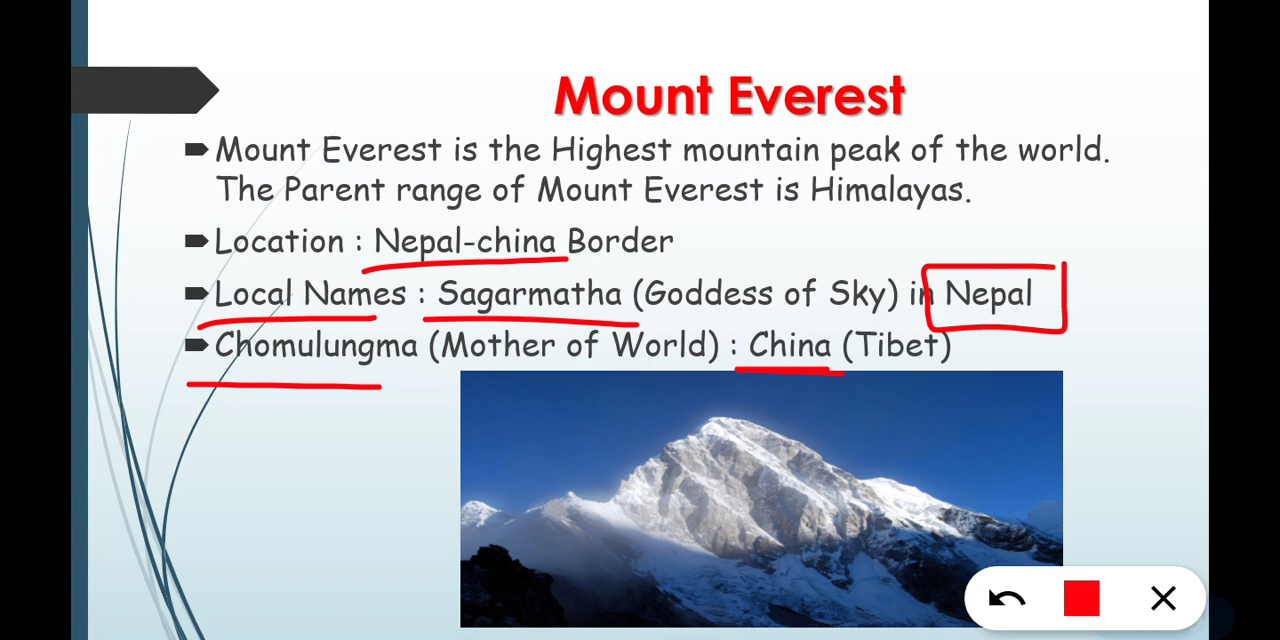 Mount Everest
Mount Everest is the Highest mountain peak of the world.
The Parent range of Mount Everest is Himalayas.
Location : Nepal-china Border
Local Names : Sagarmatha (Goddess of Sky) in Nepal
Chomulungma (Mother of World) : China (Tibet)